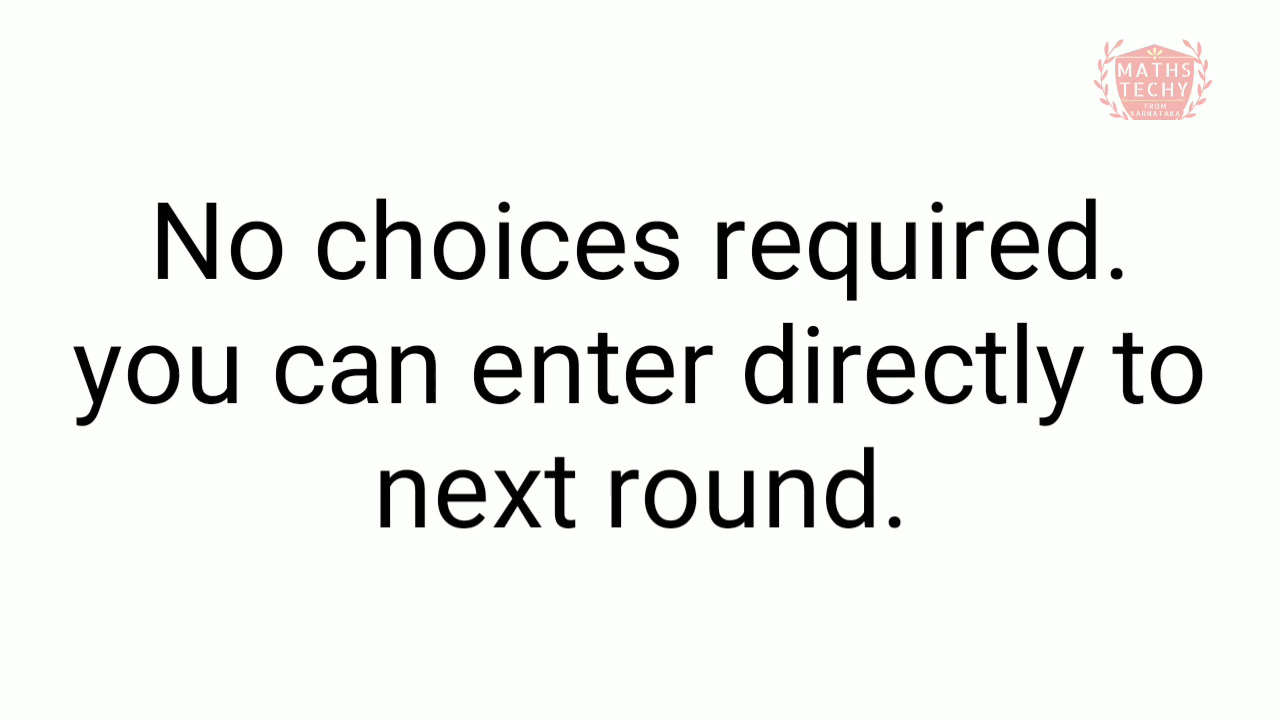 MATHS
TECHY
FROM
KARNATAKA
No choices required.
you can enter directly to
next round.